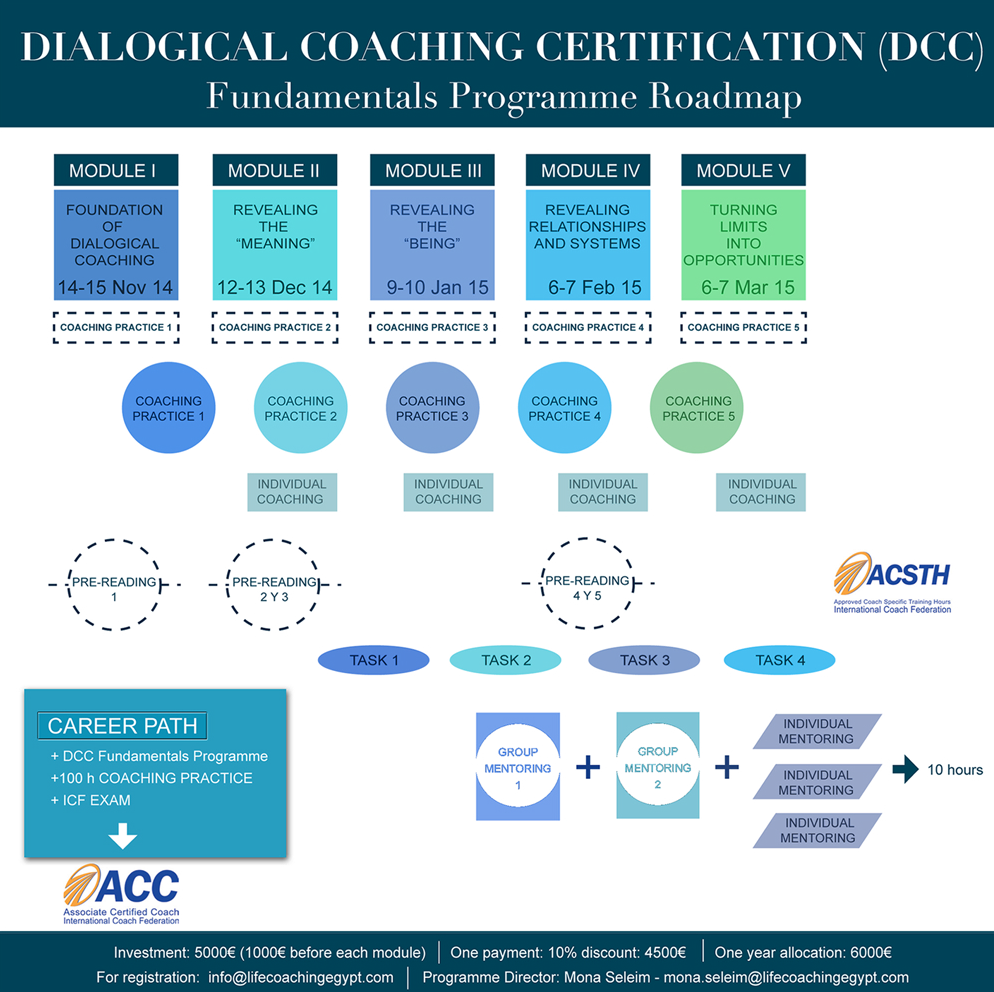 DIALOGICAL COACHING CERTIFICATION (DCC)
Fundamentals Programme Roadmap
MODULE I
FOUNDATION
OF
DIALOGICAL
COACHING
14-15 Nov 14
MODULE II
REVEALING
THE
“MEANING”
12-13 Dec 14
MODULE III
REVEALING
THE
“BEING”
9-10 Jan 15
MODULE IV
REVEALING
RELATIONSHIPS
AND SYSTEMS
6-7 Feb 15
MODULE V
TURNING
LIMITS
INTO
OPPORTUNITIES
6-7 Mar 15
COACHING PRACTICE 1
COACHING PRACTICE 2
COACHING PRACTICE 3
COACHING PRACTICE 4
COACHING PRACTICE 5
COACHING
PRACTICE 1
COACHING
PRACTICE 2
COACHING
PRACTICE 3
COACHING
PRACTICE 4
COACHING
PRACTICE 5
INDIVIDUAL
COACHING
INDIVIDUAL
COACHING
INDIVIDUAL
COACHING
INDIVIDUAL
COACHING
PRE-READING
1
PRE-READING
2 Y 3
PRE-READING
4 Y 5
ACSTH
Approved Coach Specific Training Hours
International Coach Federation
TASK 1
TASK 2
TASK 3
TASK 4
CAREER PATH
+ DCC Fundamentals Programme
+100 h COACHING PRACTICE
+ ICF EXAM
GROUP
MENTORING
1
+
GROUP
MENTORING
2
+
INDIVIDUAL
MENTORING
INDIVIDUAL
MENTORING
INDIVIDUAL
MENTORING
10 hours
ACC
Associate Certified Coach
International Coach Federation
Investment: 5000€ (1000€ before each module) | One payment: 10% discount: 4500€ | One year allocation: 6000€
For registration: info@lifecoachingegypt.com | Programme Director: Mona Seleim - mona.seleim@lifecoachingegypt.com